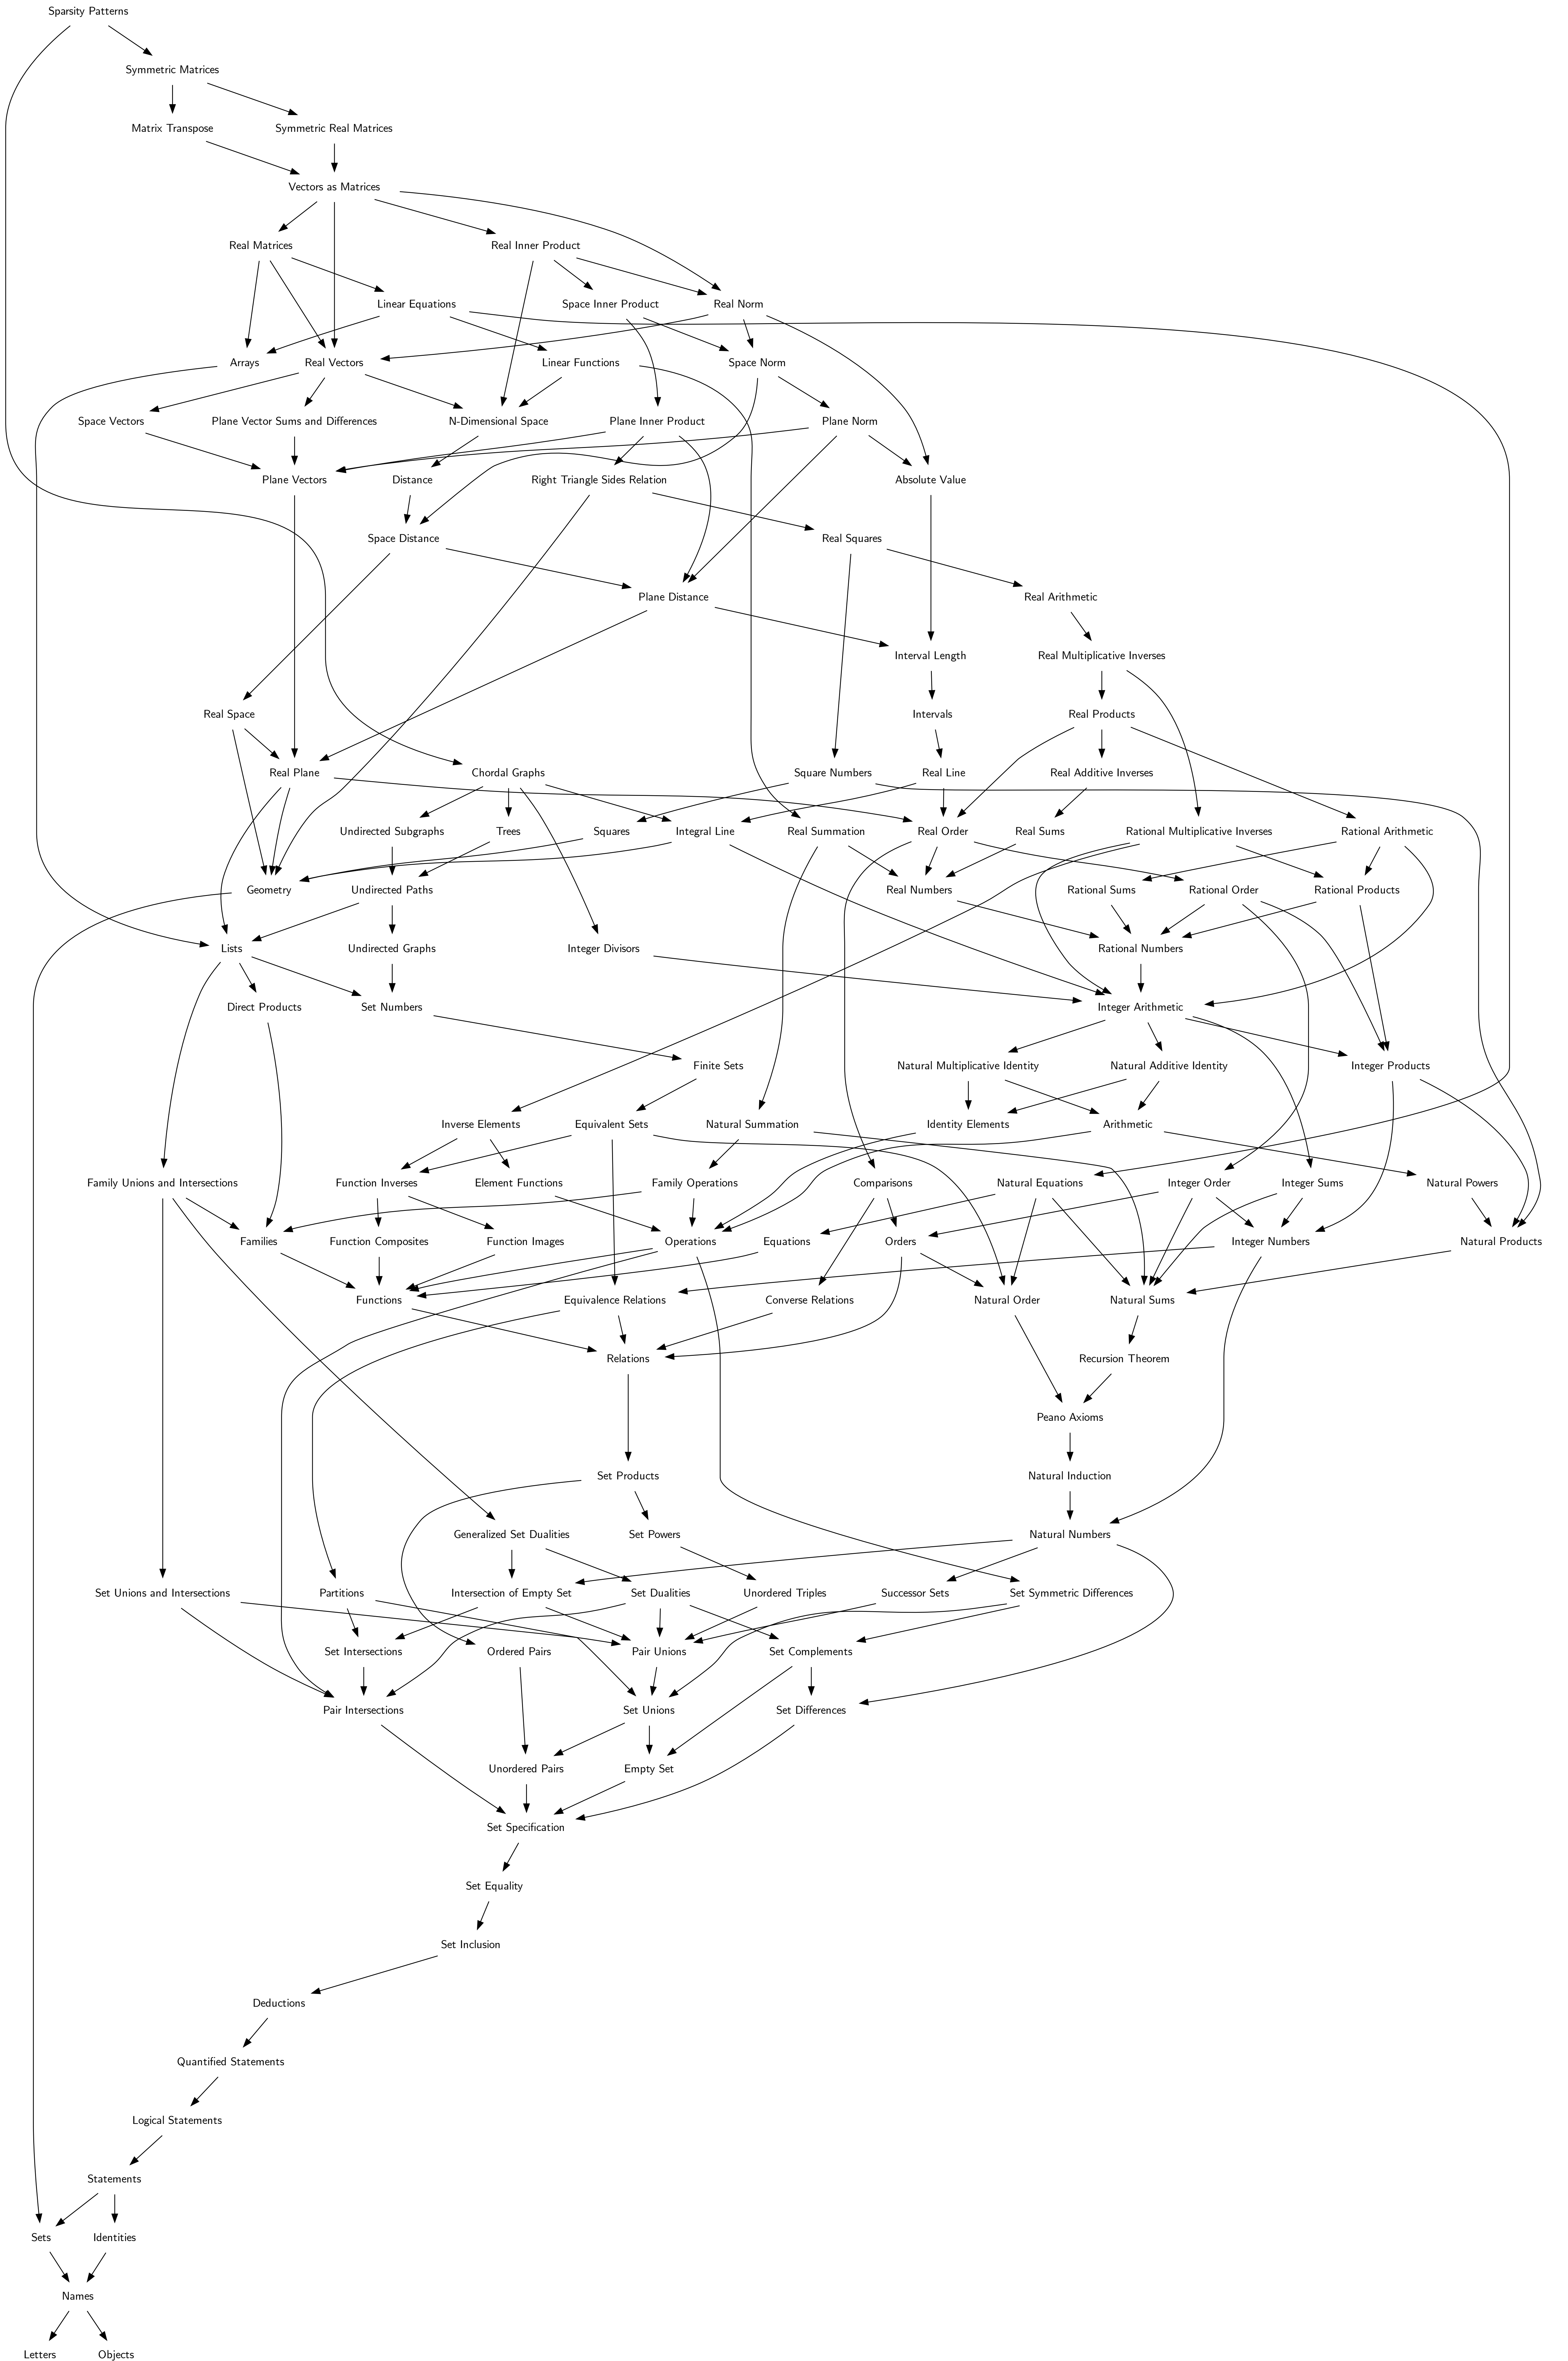 Sparsity Patterns
Symmetric Matrices
Matrix Transpose
Symmetric Real Matrices
Vectors as Matrices
Real Matrices
Real Inner Product
Linear Equations
Space Inner Product
Real Norm
Arrays
Real Vectors
Linear Functions
Space Norm
Space Vectors
Plane Vector Sums and Differences
N-Dimensional Space
Plane Inner Product
Plane Norm
Plane Vectors
Distance
Right Triangle Sides Relation
Absolute Value
Space Distance
Real Squares
Plane Distance
Real Arithmetic
Interval Length
Real Multiplicative Inverses
Real Space
Intervals
Real Products
Real Plane
Chordal Graphs
Square Numbers
Real Line
Real Additive Inverses
Undirected Subgraphs
Trees
Squares
Integral Line
Real Summation
Real Order
Real Sums
Rational Multiplicative Inverses
Rational Arithmetic
Geometry
Undirected Paths
Real Numbers
Rational Sums
Rational Order
Rational Products
Lists
Undirected Graphs
Integer Divisors
Rational Numbers
Direct Products
Set Numbers
Integer Arithmetic
Finite Sets
Natural Multiplicative Identity
Natural Additive Identity
Integer Products
Inverse Elements
Equivalent Sets
Natural Summation
Identity Elements
Arithmetic
Family Unions and Intersections
Function Inverses
Element Functions
Family Operations
Comparisons
Natural Equations
Integer Order
Integer Sums
Natural Powers
Families
Function Composites
Function Images
Operations
Equations
Orders
Integer Numbers
Natural Products
Functions
Equivalence Relations
Converse Relations
Natural Order
Natural Sums
Relations
Recursion Theorem
Peano Axioms
Set Products
Natural Induction
Generalized Set Dualities
Set Powers
Natural Numbers
Set Unions and Intersections
Partitions
Intersection of Empty Set
Set Dualities
Unordered Triples
Successor Sets
Set Symmetric Differences
Set Intersections
Ordered Pairs
Pair Unions
Set Complements
Pair Intersections
Set Unions
Set Differences
Unordered Pairs
Empty Set
Set Specification
Set Equality
Set Inclusion
Deductions
Quantified Statements
Logical Statements
Statements
Sets
Identities
Names
Letters
Objects